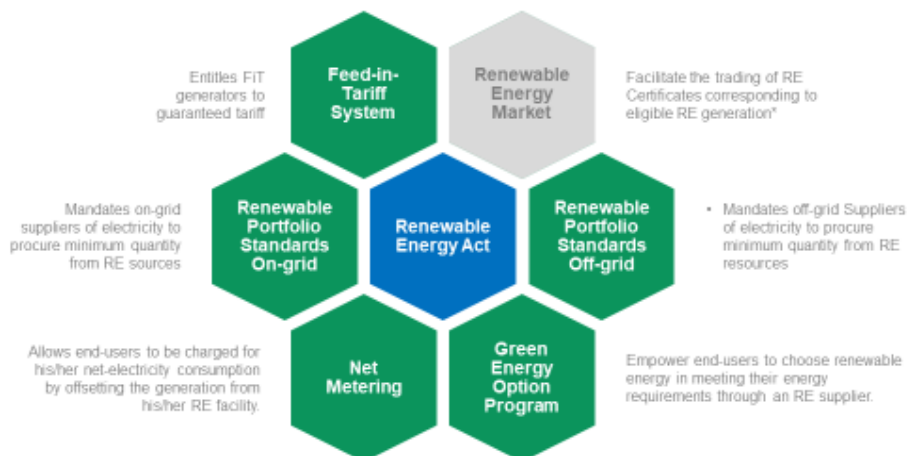 Entitles FiT
generators to
guaranteed tariff
Feed-in-
Tariff
System
Renewable
Energy
Market
Facilitate the trading of RE
Certificates corresponding to
eligible RE generation*
Mandates on-grid
suppliers of electricity to
procure minimum quantity
from RE sources
Renewable
Portfolio
Standards
On-grid
Renewable
Energy Act
Renewable
Portfolio
Standards
Off-grid
• Mandates off-grid Suppliers
of electricity to procure
minimum quantity from RE
resources
Allows end-users to be charged for
his/her net-electricity consumption
by offsetting the generation from
his/her RE facility.
Net
Metering
Green
Energy
Option
Program
Empower end-users to choose renewable
energy in meeting their energy
requirements through an RE supplier.